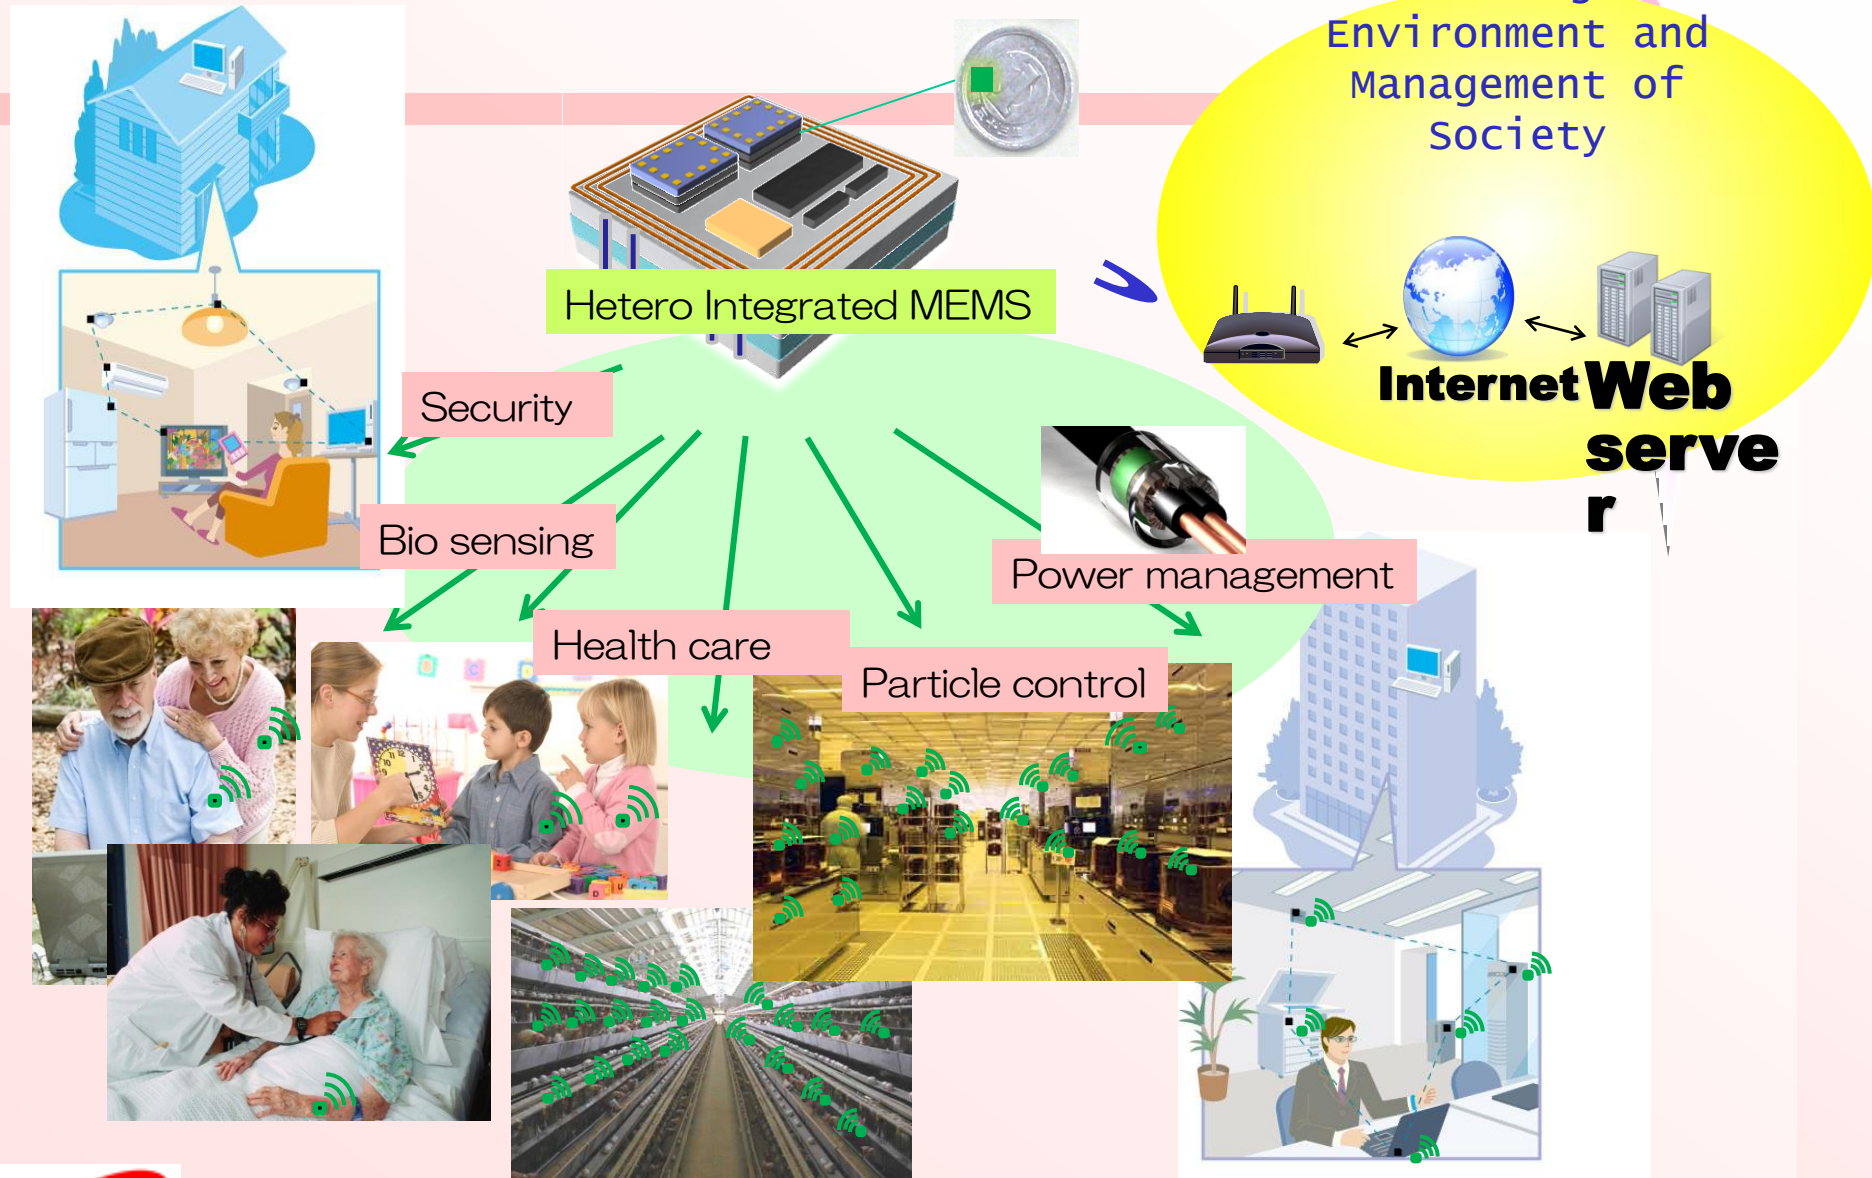 Environment and
Management of
Society
Hetero Integrated MEMS
Internet
Web
serve
r
Security
Bio sensing
Power management
Health care
Particle control